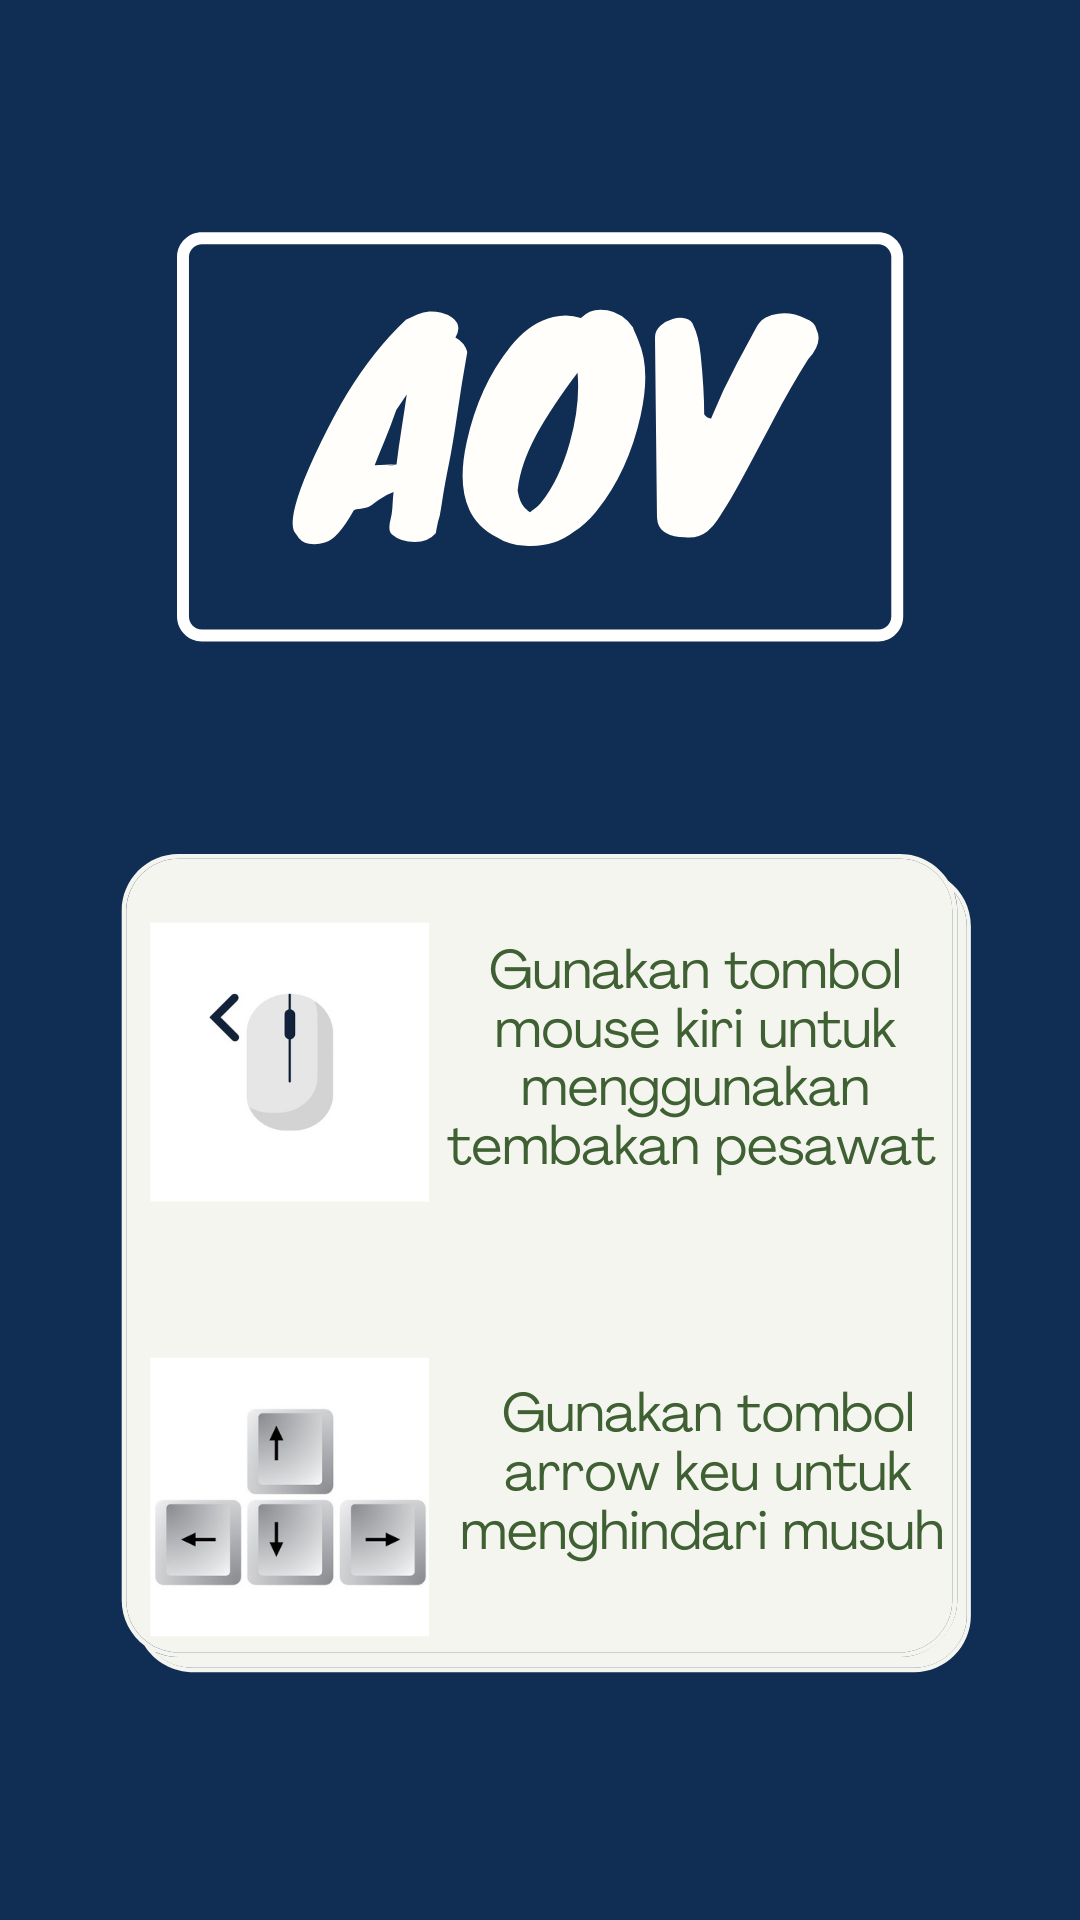 AOV
Gunakan tombol
mouse kiri untuk
menggunakan
tembakan pesawat
Gunakan tombol
arrow keu untuk
menghindari musuh